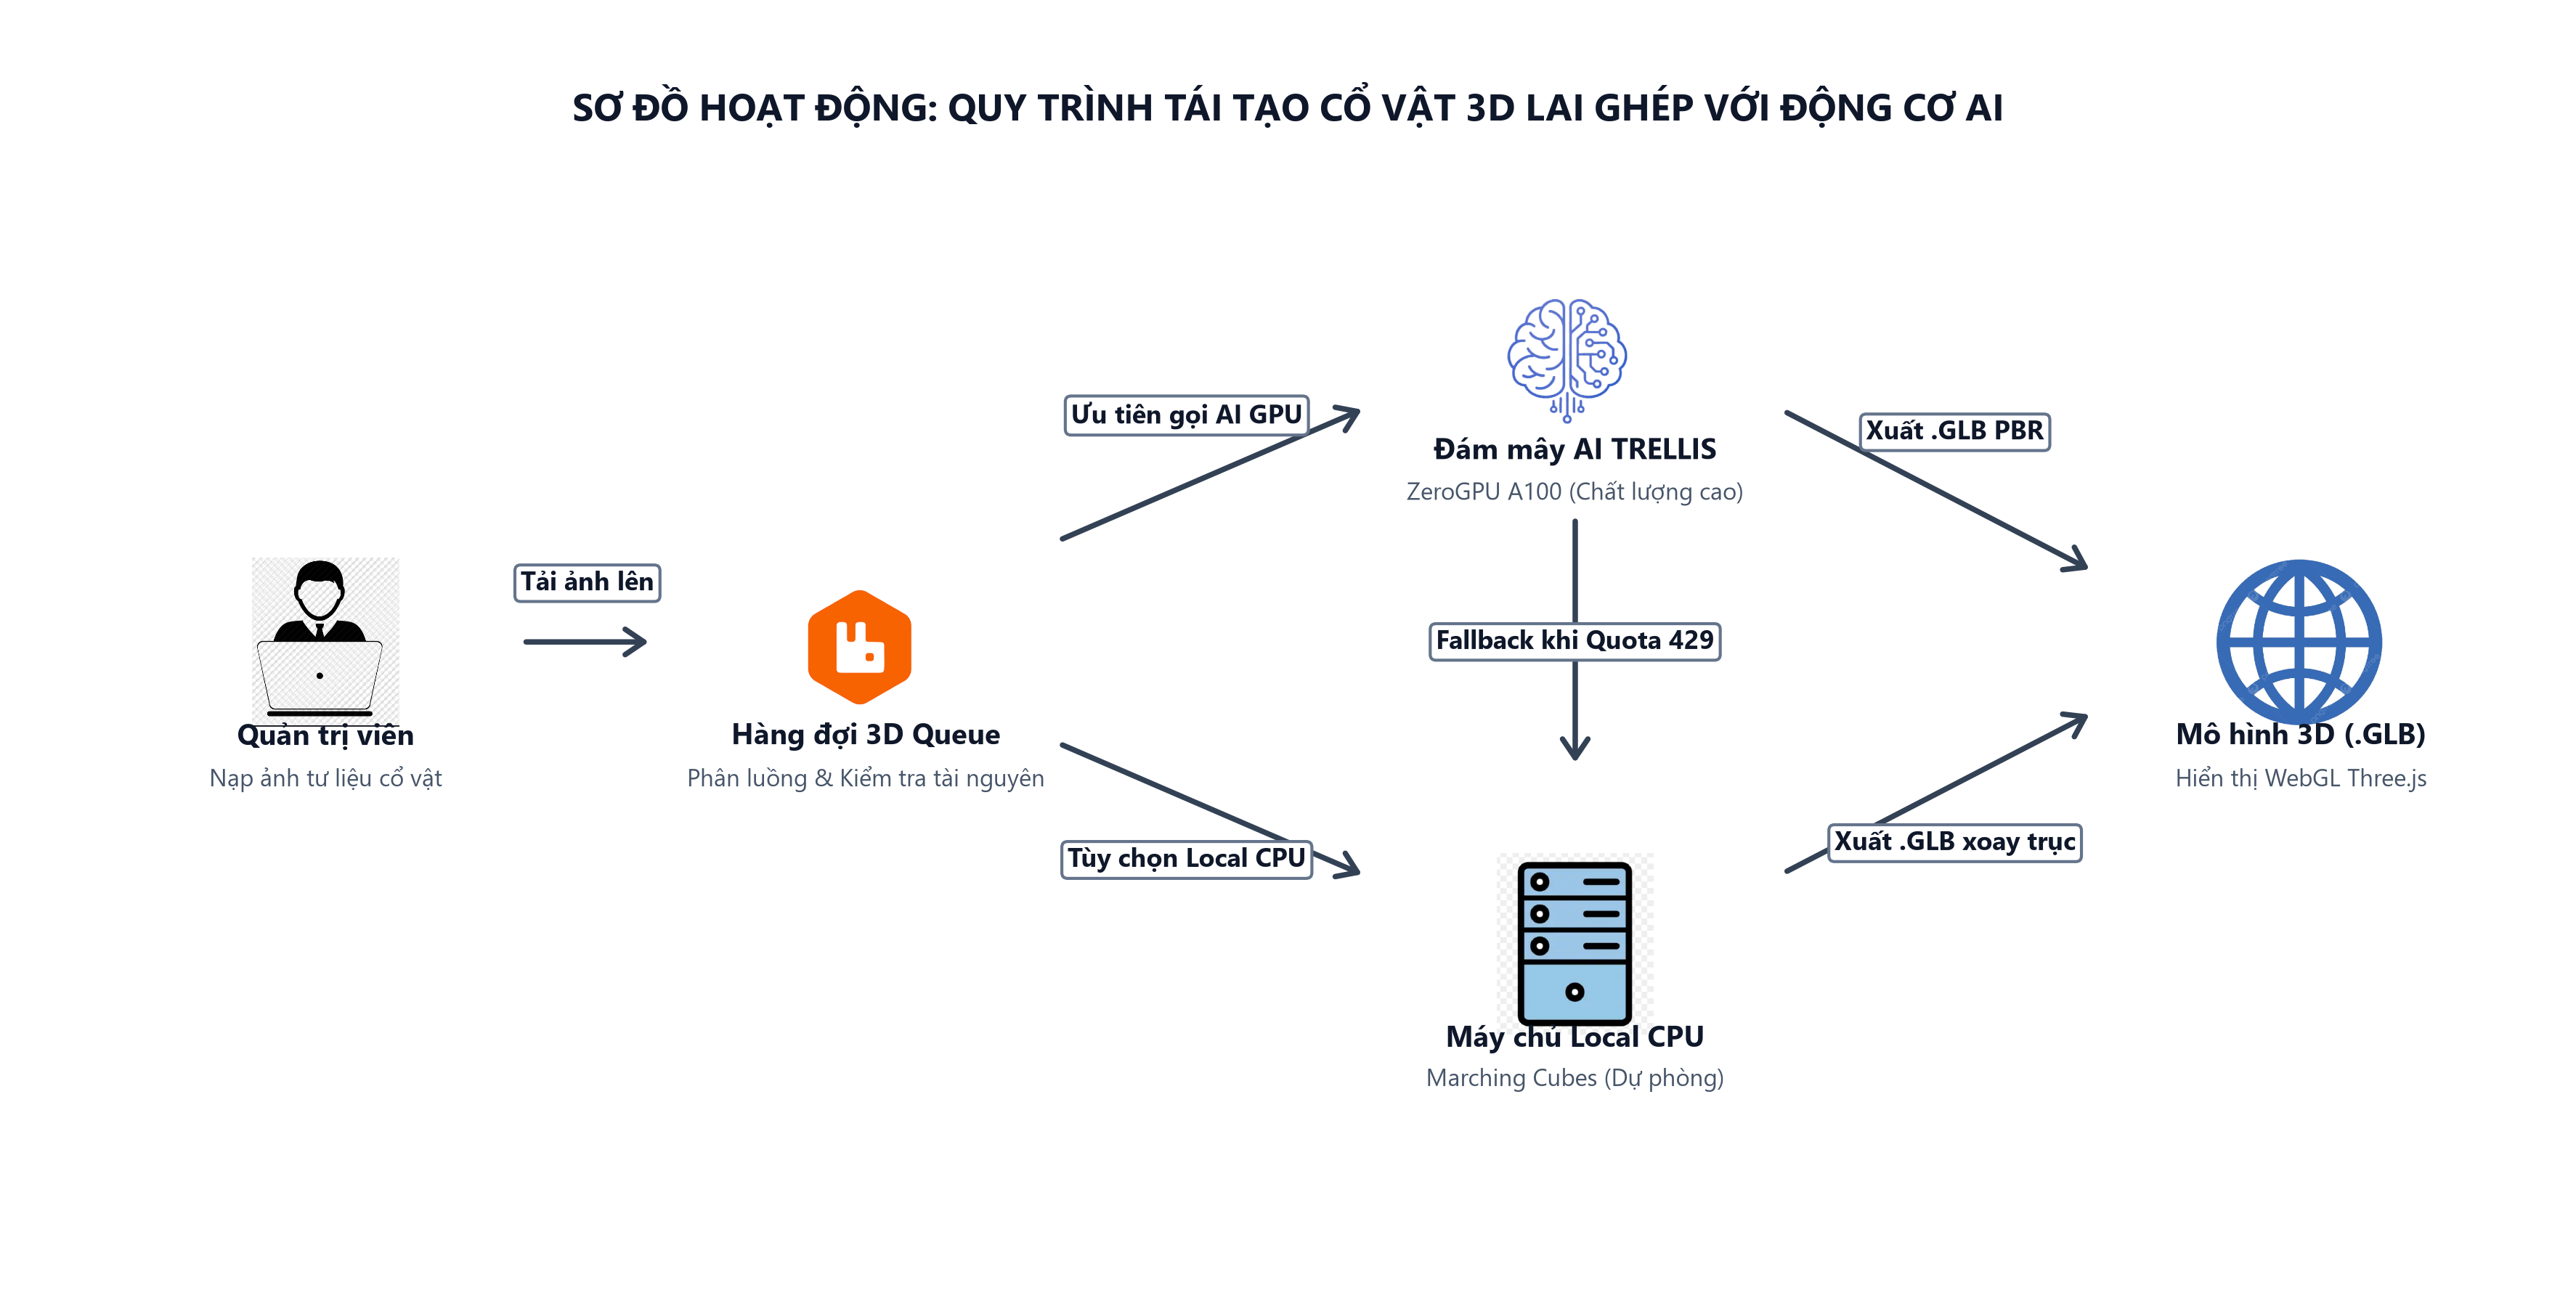 SƠ ĐỒ HOẠT ĐỘNG: QUY TRÌNH TÁI TẠO CỔ VẬT 3D LAI GHÉP VỚI ĐỘNG CƠ AI
Ưu tiên gọi AI GPU
Đám mây AI TRELLIS
ZeroGPU A100 (Chất lượng cao)
Xuất .GLB PBR
Tải ảnh lên
Fallback khi Quota 429
Quản trị viên
Nạp ảnh tư liệu cổ vật
Hàng đợi 3D Queue
Phân luồng & Kiểm tra tài nguyên
Mô hình 3D (.GLB)
Hiển thị WebGL Three.js
Tùy chọn Local CPU
Xuất .GLB xoay trục
Máy chủ Local CPU
Marching Cubes (Dự phòng)